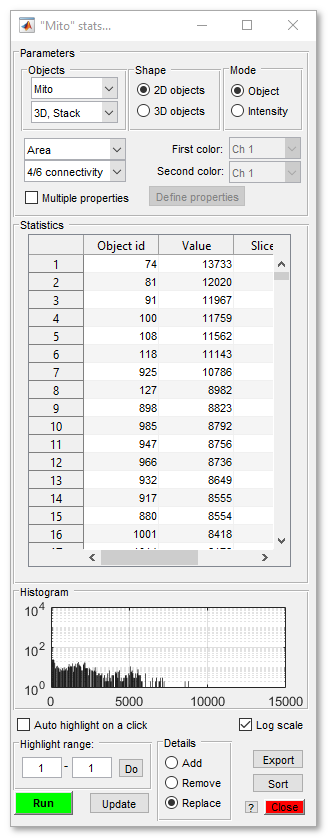 "Mito" stats...
Parameters
Objects
Shape
Mode
Mito
2D objects
Object
3D, Stack
3D objects
Intensity
Area
First color:
Ch 1
4/6 connectivity
Second color:
Ch 1
Multiple properties
Define properties
Statistics
Object id Value Slice
1 74 13733
2 81 12020
3 91 11967
4 100 11759
5 108 11562
6 118 11143
7 925 10786
8 127 8982
9 898 8823
10 985 8792
11 947 8756
12 966 8736
13 932 8649
14 917 8555
15 880 8554
16 1001 8418
Histogram
10^4
10^2
10^0
0 5000 10000 15000
Auto highlight on a click
Log scale
Highlight range:
1 - 1 Do
Details
Add
Remove
Replace
Export
Sort
Run
Update
?
Close